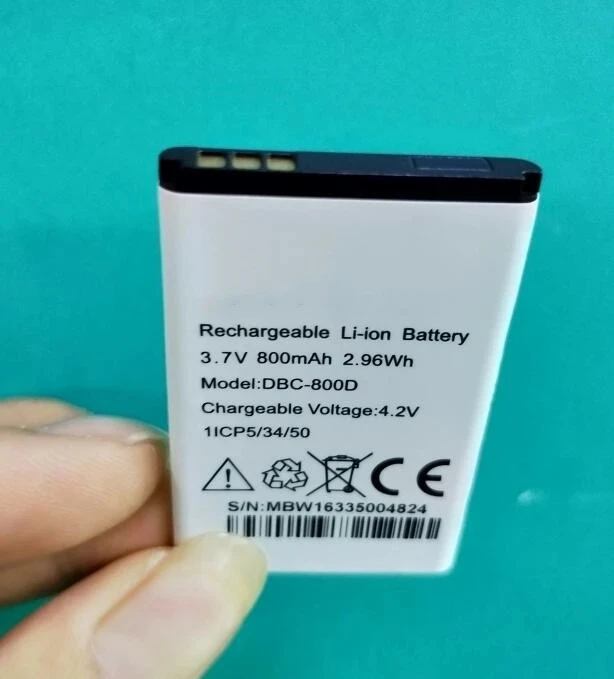 Rechargeable Li-ion Battery
3.7V 800mAh 2.96Wh
Model:DBC-800D
Chargeable Voltage:4.2V
1ICP5/34/50
CE
S/N:MBW16335004824